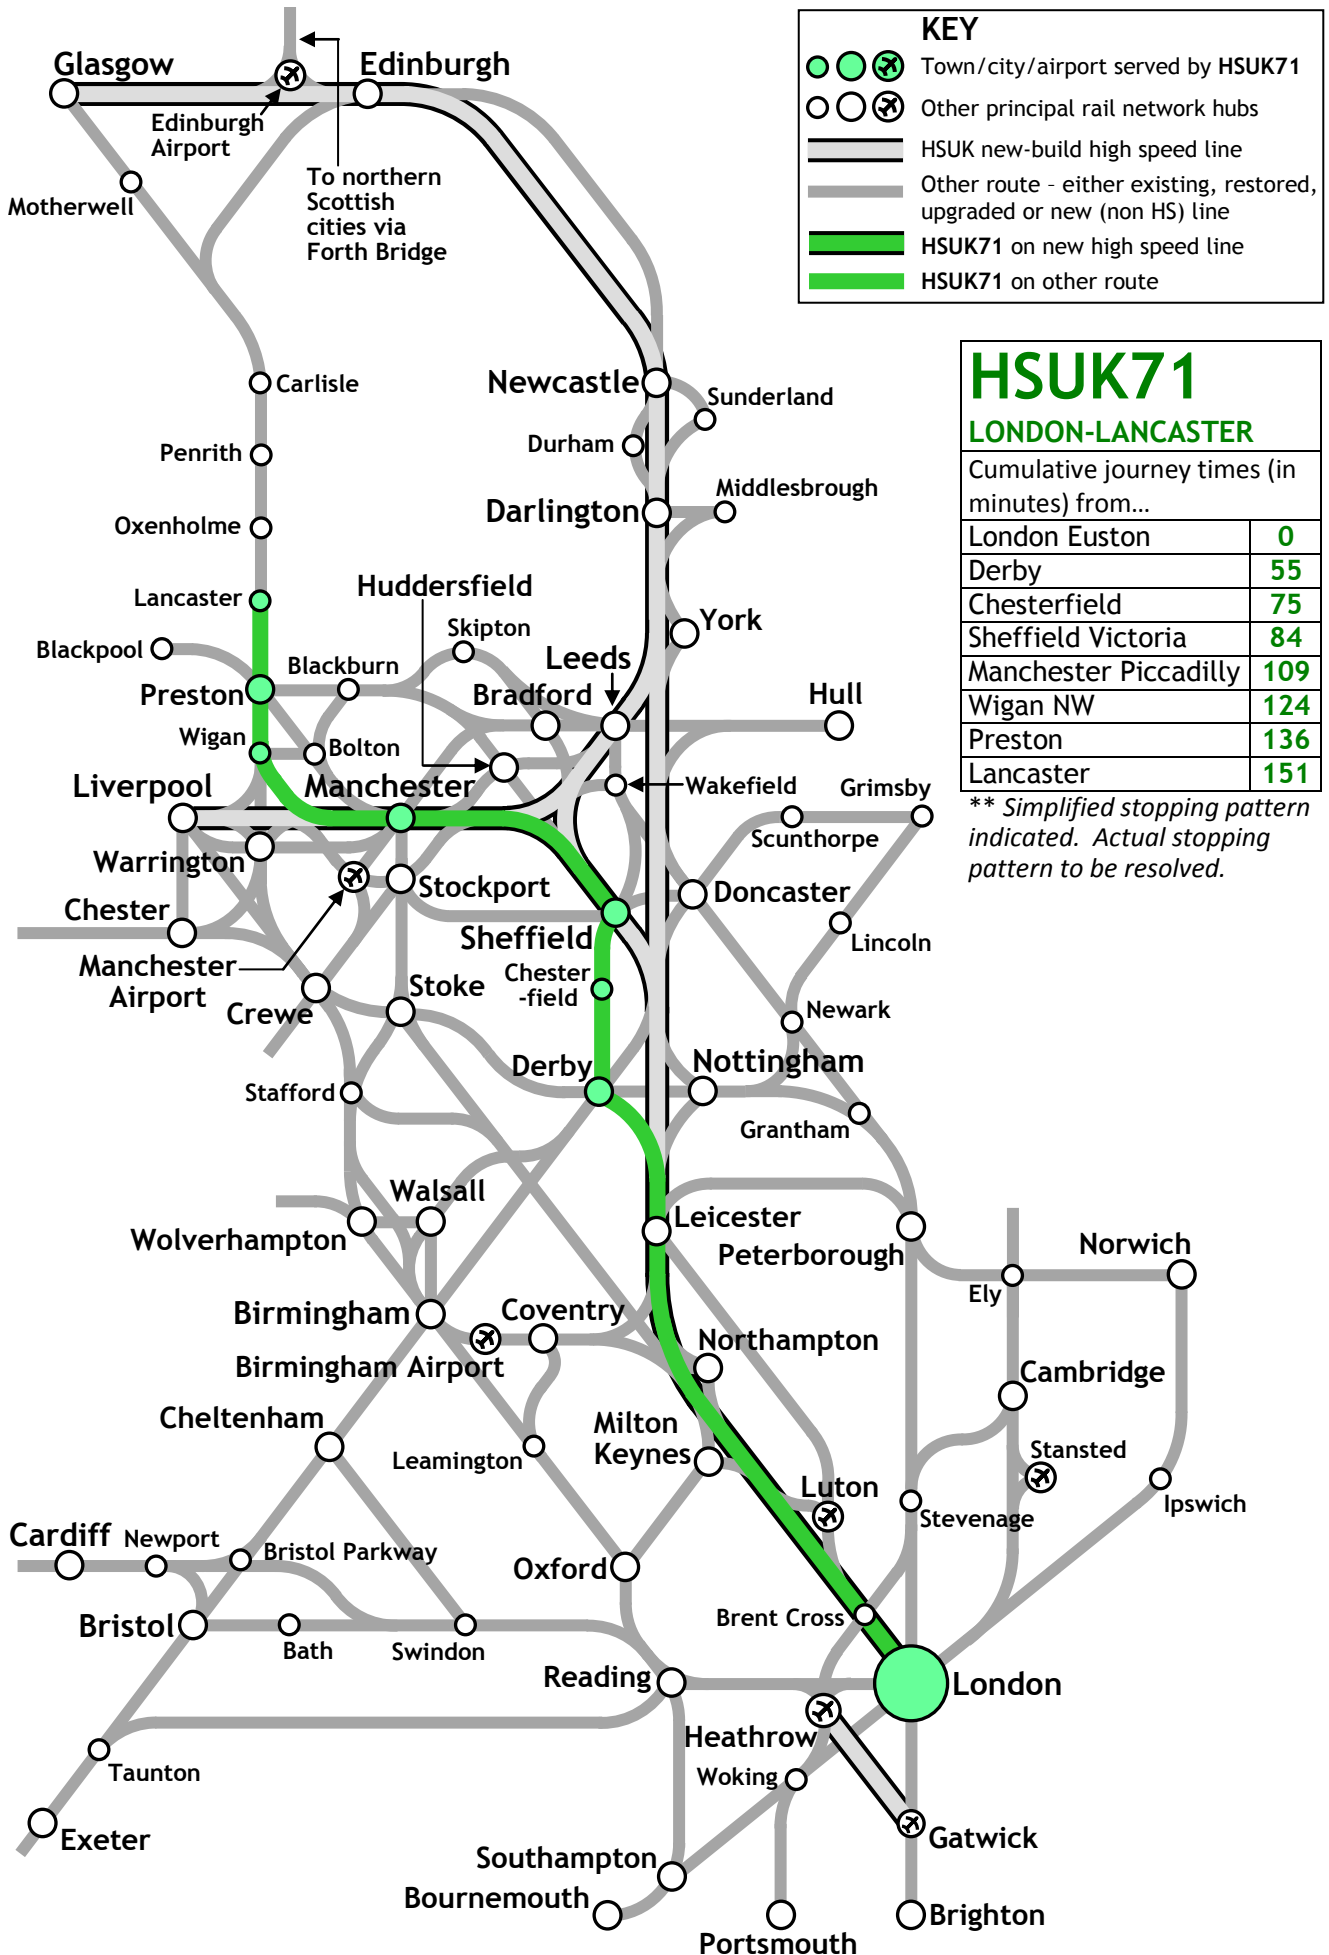 KEY
Town/city/airport served by HSUK71
Other principal rail network hubs
HSUK new-build high speed line
Other route - either existing, restored,
upgraded or new (non HS) line
HSUK71 on new high speed line
HSUK71 on other route
HSUK71
LONDON-LANCASTER
Cumulative journey times (in
minutes) from…
London Euston 0
Derby 55
Chesterfield 75
Sheffield Victoria 84
Manchester Piccadilly 109
Wigan NW 124
Preston 136
Lancaster 151
** Simplified stopping pattern
indicated. Actual stopping
pattern to be resolved.
Glasgow
Edinburgh
Edinburgh
Airport
Motherwell
To northern
Scottish
cities via
Forth Bridge
Carlisle
Newcastle
Sunderland
Durham
Penrith
Middlesbrough
Darlington
Oxenholme
Huddersfield
Lancaster
York
Skipton
Blackpool
Leeds
Blackburn
Preston
Bradford
Hull
Wigan
Bolton
Liverpool
Manchester
Wakefield
Grimsby
Scunthorpe
Warrington
Stockport
Doncaster
Chester
Sheffield
Lincoln
Manchester
Airport
Chester
-field
Stoke
Crewe
Newark
Derby
Nottingham
Stafford
Grantham
Walsall
Leicester
Wolverhampton
Peterborough
Norwich
Ely
Birmingham
Coventry
Northampton
Birmingham Airport
Cambridge
Cheltenham
Milton
Keynes
Leamington
Stansted
Luton
Ipswich
Stevenage
Cardiff
Newport
Bristol Parkway
Oxford
Bristol
Brent Cross
Bath
Swindon
Reading
London
Heathrow
Taunton
Woking
Exeter
Gatwick
Southampton
Bournemouth
Brighton
Portsmouth